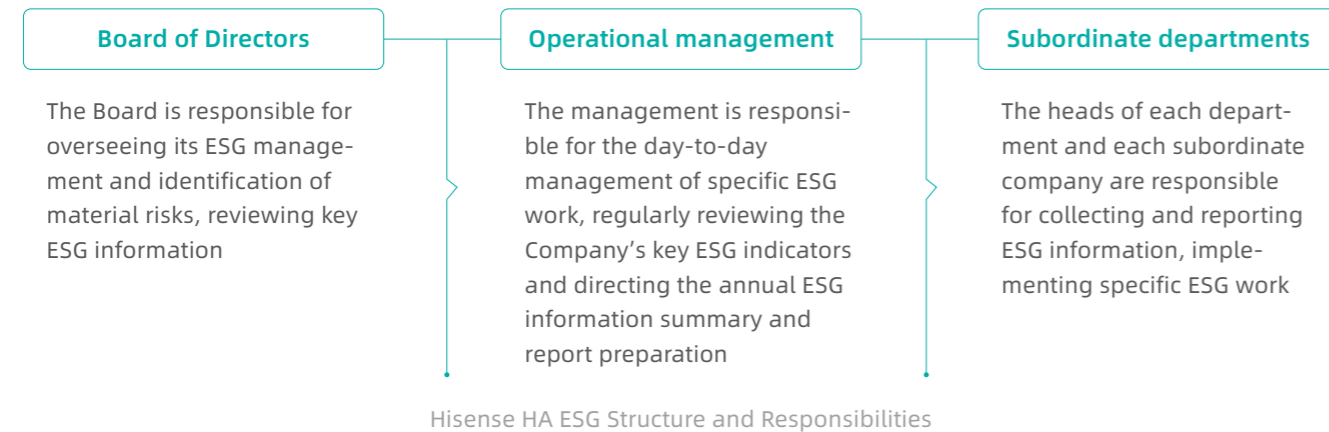 Board of Directors
The Board is responsible for
overseeing its ESG manage-
ment and identification of
material risks, reviewing key
ESG information
Operational management
The management is responsi-
ble for the day-to-day
management of specific ESG
work, regularly reviewing the
Company’s key ESG indicators
and directing the annual ESG
information summary and
report preparation
Subordinate departments
The heads of each depart-
ment and each subordinate
company are responsible
for collecting and reporting
ESG information, imple-
menting specific ESG work
Hisense HA ESG Structure and Responsibilities